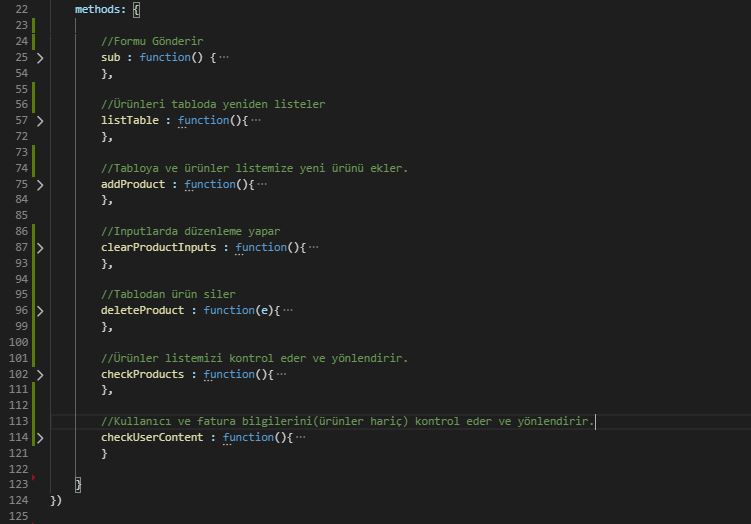 22 methods: {
23
24 //Formu Gönderir
25 sub : function() {···
54 },
55
56 //Ürünleri tabloda yeniden listeler
57 listTable : function(){···
72 },
73
74 //Tabloya ve ürünler listemize yeni ürünü ekler.
75 addProduct : function(){···
84 },
85
86 //Inputlarda düzenleme yapar
87 clearProductInputs : function(){···
93 },
94
95 //Tablodan ürün siler
96 deleteProduct : function(e){···
99 },
100
101 //Ürünler listemizi kontrol eder ve yönlendirir.
102 checkProducts : function(){···
111 },
112
113 //Kullanıcı ve fatura bilgilerini(ürünler hariç) kontrol eder ve yönlendirir.
114 checkUserContent : function(){···
121 }
122
123 }
124 })
125